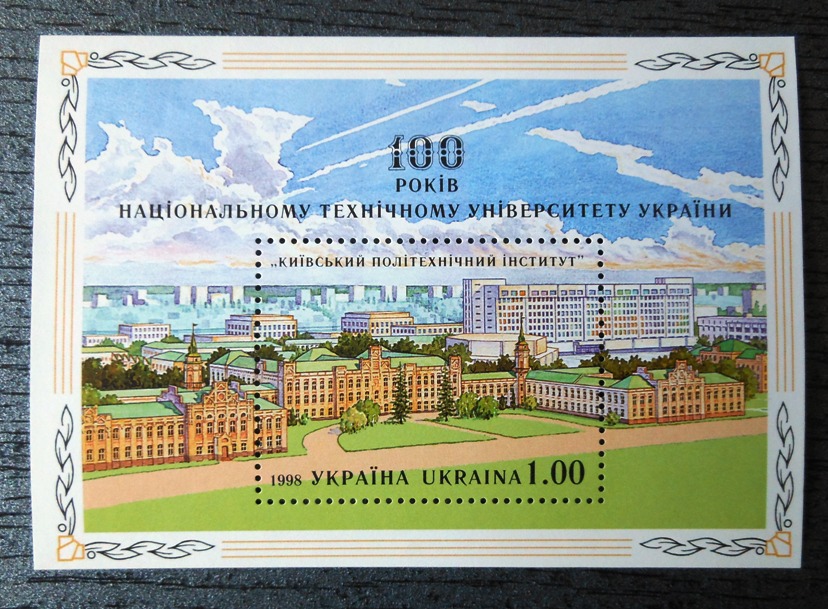 100
РОКІВ
НАЦІОНАЛЬНОМУ ТЕХНІЧНОМУ УНІВЕРСИТЕТУ УКРАЇНИ
„КИЇВСЬКИЙ ПОЛІТЕХНІЧНИЙ ІНСТИТУТ"
1998 УКРАЇНА UKRAINA 1.00